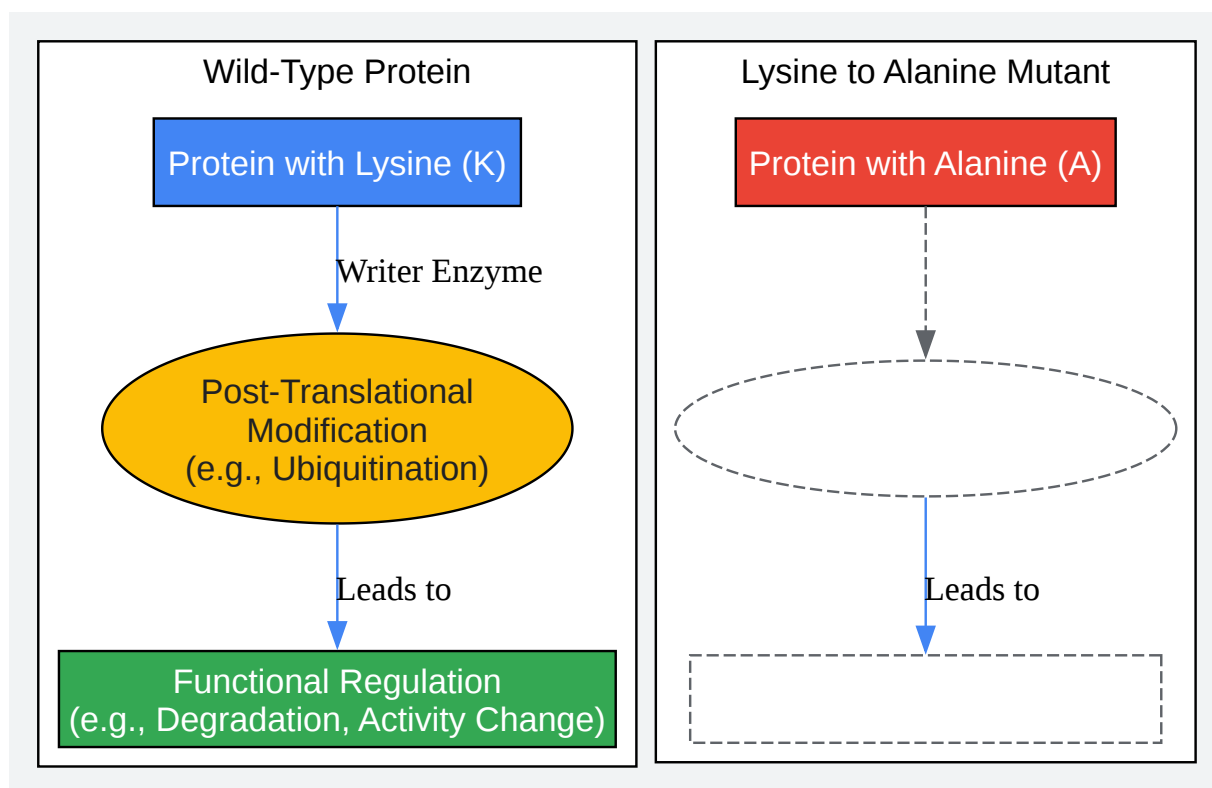 Wild-Type Protein
Protein with Lysine (K)
Writer Enzyme
Post-Translational
Modification
(e.g., Ubiquitination)
Leads to
Functional Regulation
(e.g., Degradation, Activity Change)
Lysine to Alanine Mutant
Protein with Alanine (A)
Leads to